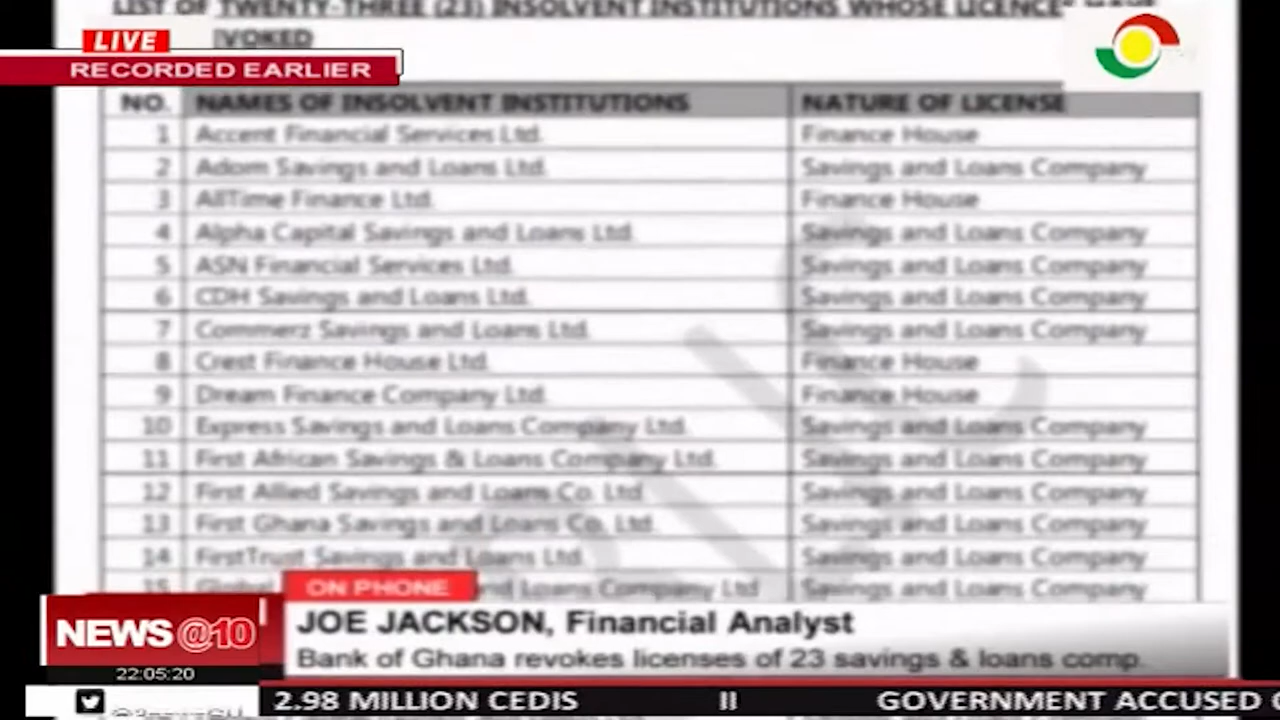 LIST OF TWENTY-THREE (23) INSOLVENT INSTITUTIONS WHOSE LICENCES HAVE
VOKED
LIVE
RECORDED EARLIER
NO. NAMES OF INSOLVENT INSTITUTIONS NATURE OF LICENSE
1 Accent Financial Services Ltd. Finance House
2 Adom Savings and Loans Ltd. Savings and Loans Company
3 AllTime Finance Ltd. Finance House
4 Alpha Capital Savings and Loans Ltd. Savings and Loans Company
5 ASN Financial Services Ltd. Savings and Loans Company
6 CDH Savings and Loans Ltd. Savings and Loans Company
7 Commerz Savings and Loans Ltd. Savings and Loans Company
8 Crest Finance House Ltd. Finance House
9 Dream Finance Company Ltd. Finance House
10 Express Savings and Loans Company Ltd. Savings and Loans Company
11 First African Savings & Loans Company Ltd. Savings and Loans Company
12 First Allied Savings and Loans Co. Ltd Savings and Loans Company
13 First Ghana Savings and Loans Co. Ltd. Savings and Loans Company
14 FirstTrust Savings and Loans Ltd. Savings and Loans Company
15 Global nd Loans Company Ltd Savings and Loans Company
ON PHONE
JOE JACKSON, Financial Analyst
Bank of Ghana revokes licenses of 23 savings & loans comp.
NEWS @10
22:05:20
2.98 MILLION CEDIS || GOVERNMENT ACCUSED